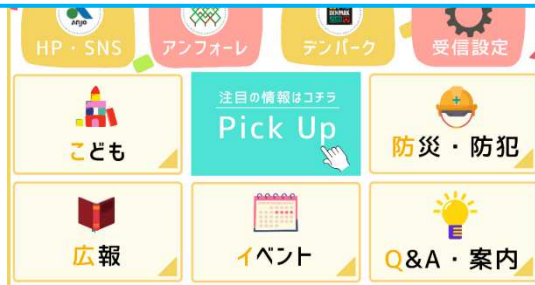 Anjo
DENPARK
HP・SNS
アンフォーレ
デンパーク
受信設定
こども
注目の情報はコチラ
Pick Up
防災・防犯
広報
イベント
Q&A・案内